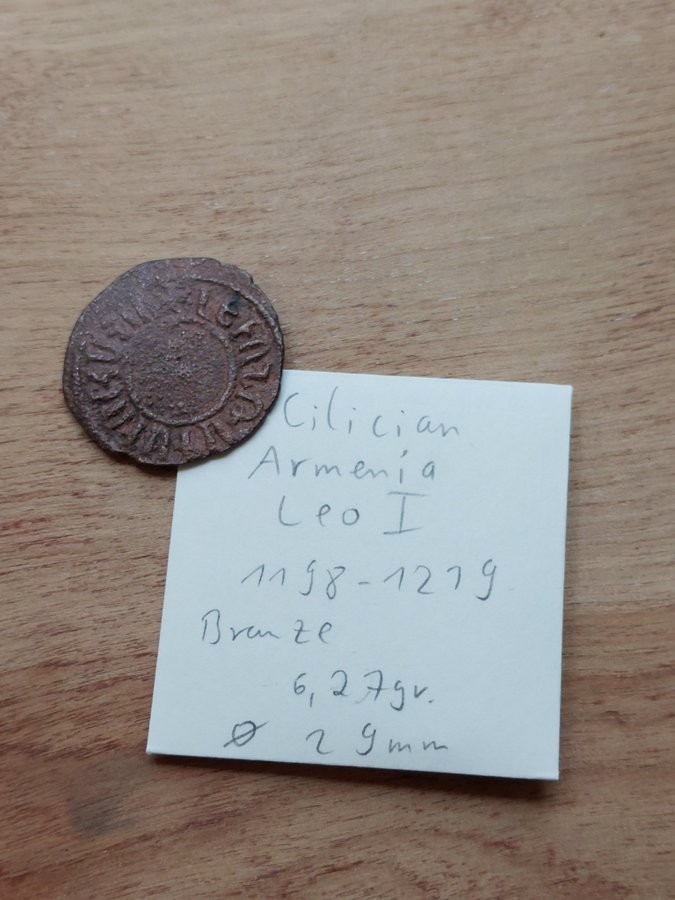 Cilician
Armenia
Leo I
1198-1219
Bronze
6,27gr.
Ø 29mm